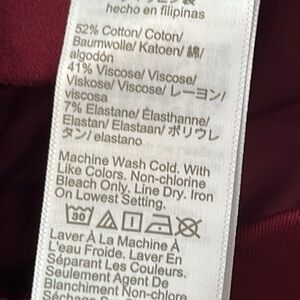 hecho en filipinas
52% Cotton/ Coton/
Baumwolle/ Katoen/ 綿/
algodón
41% Viscose/ Viscose/
Viskose/ Viscose/ レーヨン/
viscosa
7% Elastane/ Élasthanne/
Elastan/ Elastaan/ ポリウレ
タン/ elastano
Machine Wash Cold. With
Like Colors. Non-chlorine
Bleach Only. Line Dry. Iron
On Lowest Setting.
30
Laver À La Machine À
L'eau Froide. Laver En
Séparant Les Couleurs.
Seulement Agent De
Blanchiment Non-chlore